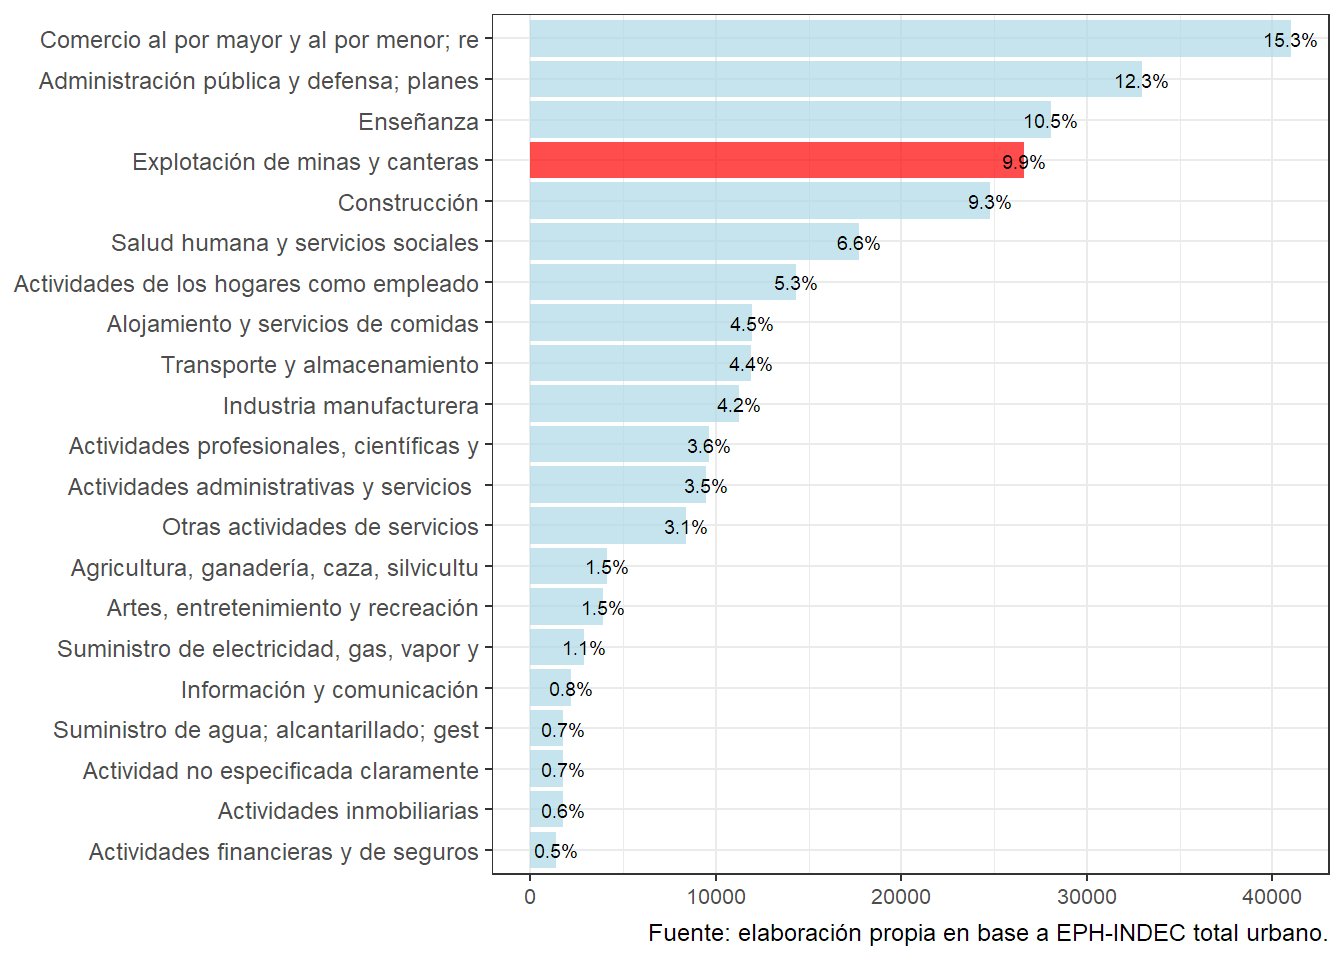 Comercio al por mayor y al por menor; re 15.3%
Administración pública y defensa; planes 12.3%
Enseñanza 10.5%
Explotación de minas y canteras 9.9%
Construcción 9.3%
Salud humana y servicios sociales 6.6%
Actividades de los hogares como empleado 5.3%
Alojamiento y servicios de comidas 4.5%
Transporte y almacenamiento 4.4%
Industria manufacturera 4.2%
Actividades profesionales, científicas y 3.6%
Actividades administrativas y servicios 3.5%
Otras actividades de servicios 3.1%
Agricultura, ganadería, caza, silvicultu 1.5%
Artes, entretenimiento y recreación 1.5%
Suministro de electricidad, gas, vapor y 1.1%
Información y comunicación 0.8%
Suministro de agua; alcantarillado; gest 0.7%
Actividad no especificada claramente 0.7%
Actividades inmobiliarias 0.6%
Actividades financieras y de seguros 0.5%
0 10000 20000 30000 40000
Fuente: elaboración propia en base a EPH-INDEC total urbano.